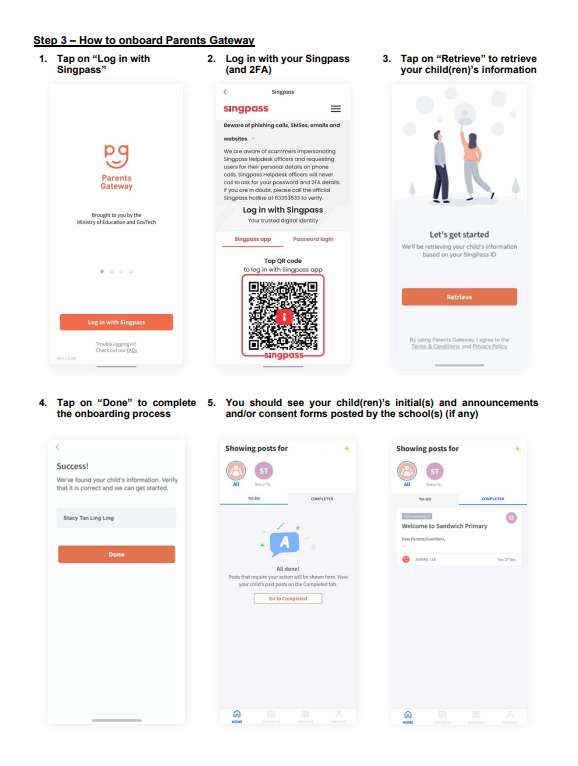 Step 3 – How to onboard Parents Gateway
1. Tap on “Log in with
Singpass”
2. Log in with your Singpass
(and 2FA)
3. Tap on “Retrieve” to retrieve
your child(ren)’s information
pg
Parents
Gateway
Brought to you by the
Ministry of Education and GovTech
Log in with Singpass
Trouble logging in?
Check out our FAQs
Singpass
singpass
Beware of phishing calls, SMSes, emails and
websites
We are aware of scammers impersonating
Singpass Helpdesk officers and requesting
users for their personal details on phone
calls. Singpass Helpdesk officers will never
call to ask for your password and 2FA details.
If you are in doubt, please call the official
Singpass hotline at 63353533 to verify.
Log in with Singpass
Your trusted digital identity
Singpass app Password login
Tap QR code
to log in with Singpass app
singpass
Let's get started
We'll be retrieving your child's information
based on your SingPass ID
Retrieve
By using Parents Gateway, I agree to the
Terms & Conditions and Privacy Policy
4. Tap on “Done” to complete
the onboarding process
5. You should see your child(ren)’s initial(s) and announcements
and/or consent forms posted by the school(s) (if any)
Success!
We've found your child's information. Verify
that it is correct and we can get started.
Stacy Tan Ling Ling
Done
Showing posts for
ST
All
TO-DO COMPLETED
A
All done!
Posts that require your action will be shown here. View
your child's past posts on the Completed tab.
Go to Completed
HOME
Showing posts for
ST
All
TO-DO COMPLETED
ST
Welcome to Sandwich Primary
Dear Parents/Guardians,
HOME